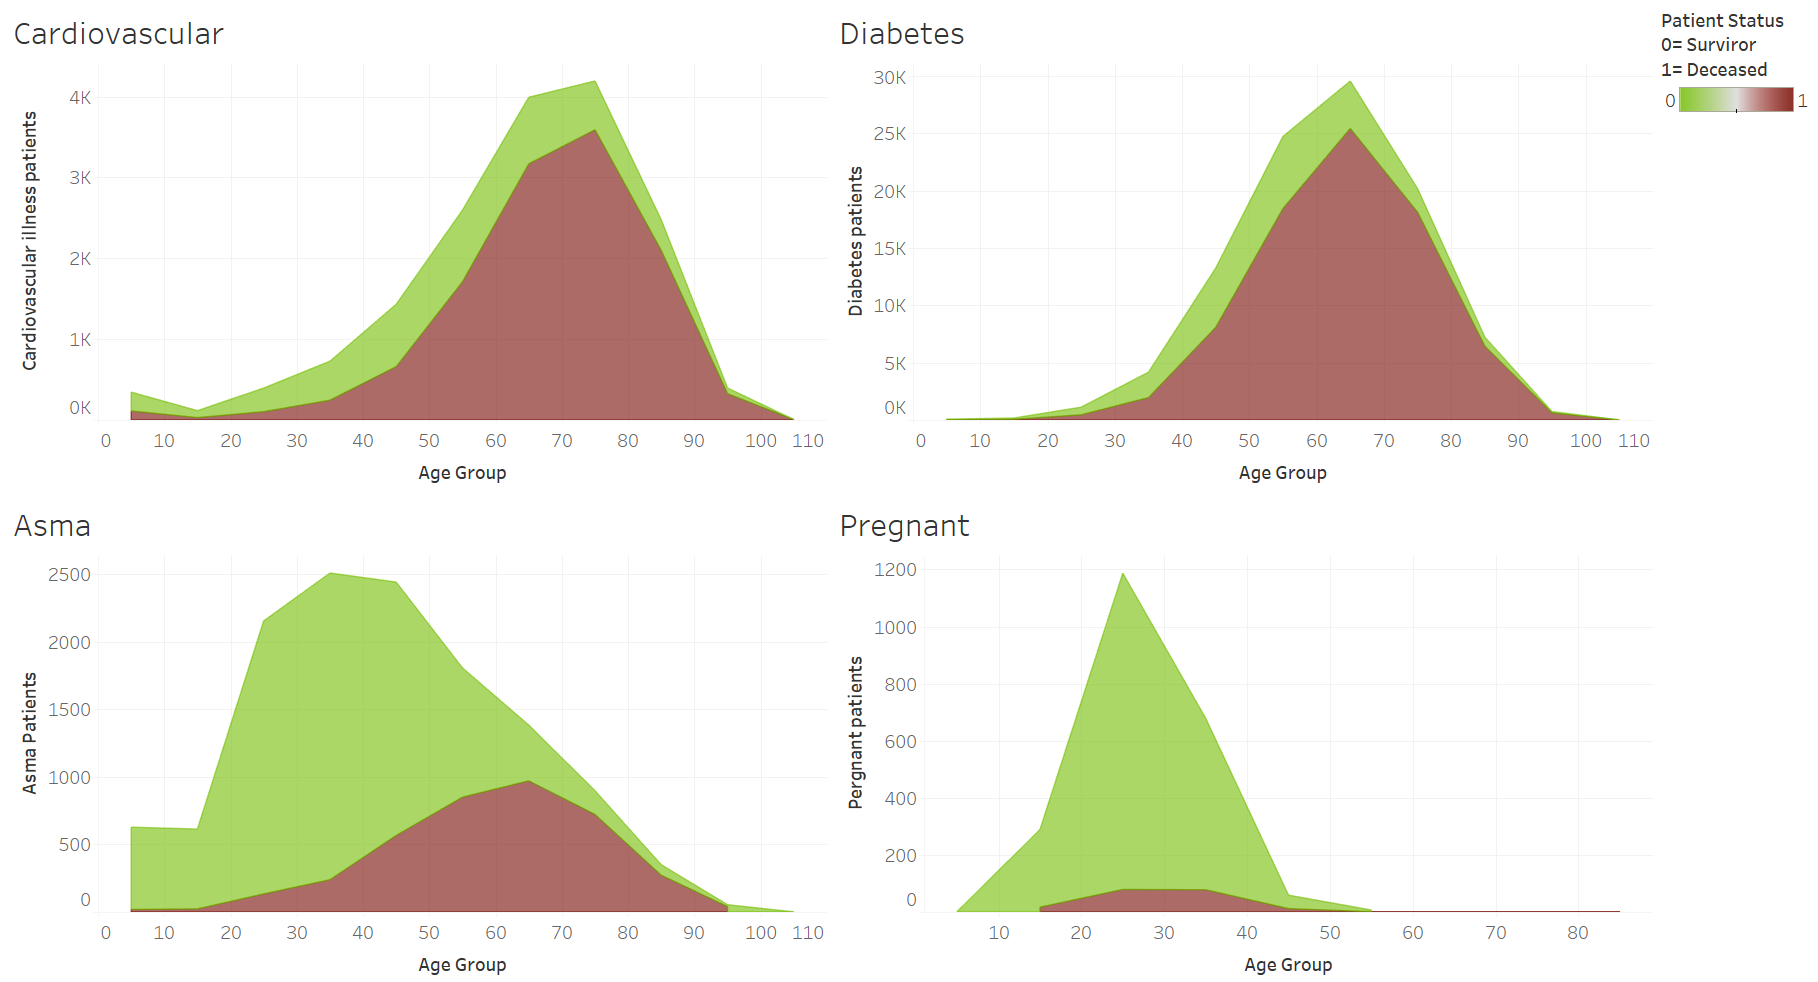 Cardiovascular
Cardiovascular illness patients
4K
3K
2K
1K
0K
0 10 20 30 40 50 60 70 80 90 100 110
Age Group
Diabetes
Diabetes patients
30K
25K
20K
15K
10K
5K
0K
0 10 20 30 40 50 60 70 80 90 100 110
Age Group
Patient Status
0= Surviror
1= Deceased
0 1
Asma
Asma Patients
2500
2000
1500
1000
500
0
0 10 20 30 40 50 60 70 80 90 100 110
Age Group
Pregnant
Pergnant patients
1200
1000
800
600
400
200
0
10 20 30 40 50 60 70 80
Age Group